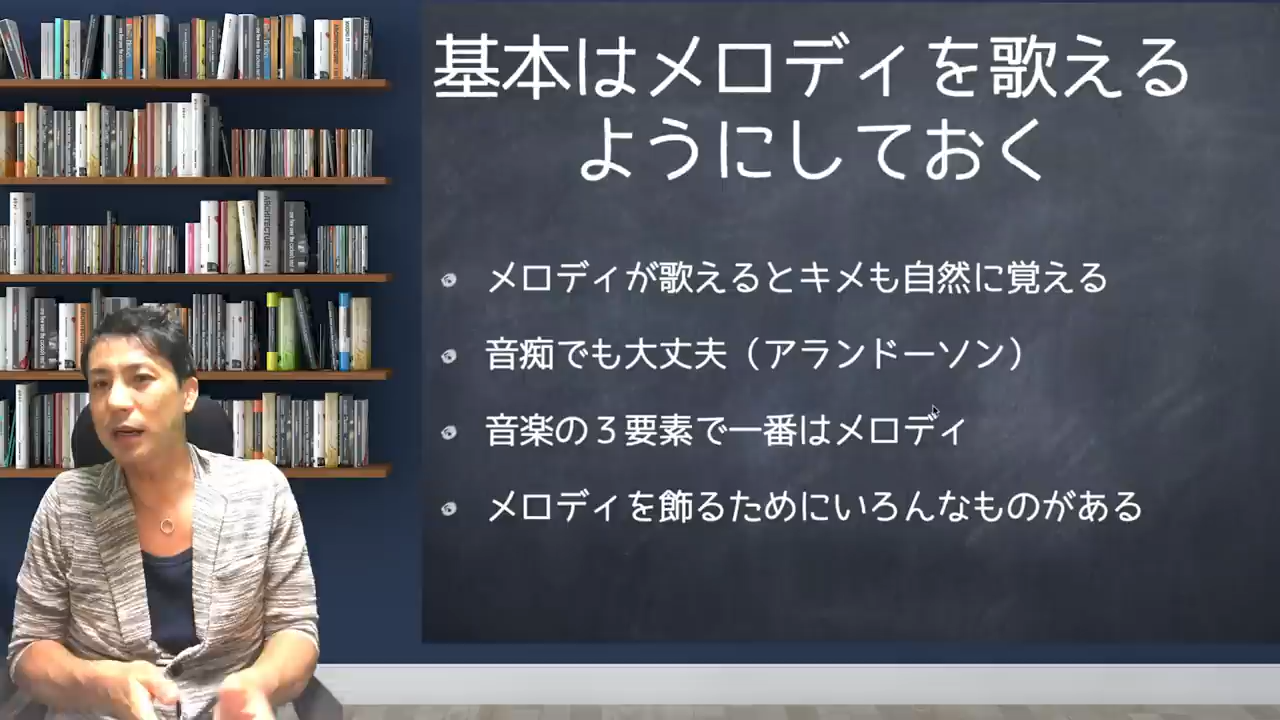 基本はメロディを歌える
ようにしておく
メロディが歌えるとキメも自然に覚える
音痴でも大丈夫（アランドーソン）
音楽の３要素で一番はメロディ
メロディを飾るためにいろんなものがある
ARCHITECTURE